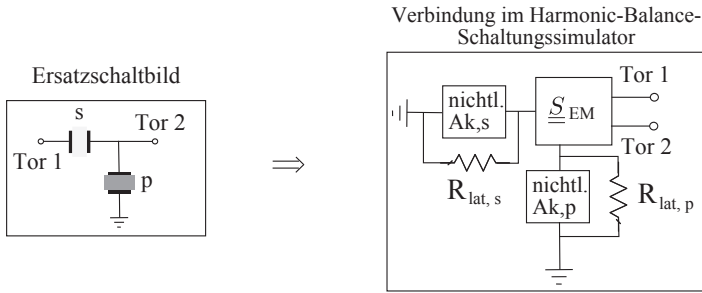 Verbindung im Harmonic-Balance-
Schaltungssimulator
Ersatzschaltbild
s
Tor 1
Tor 2
p
⇒
nichtl.
Ak,s
S EM
Tor 1
Tor 2
R lat, s
nichtl.
Ak,p
R lat, p